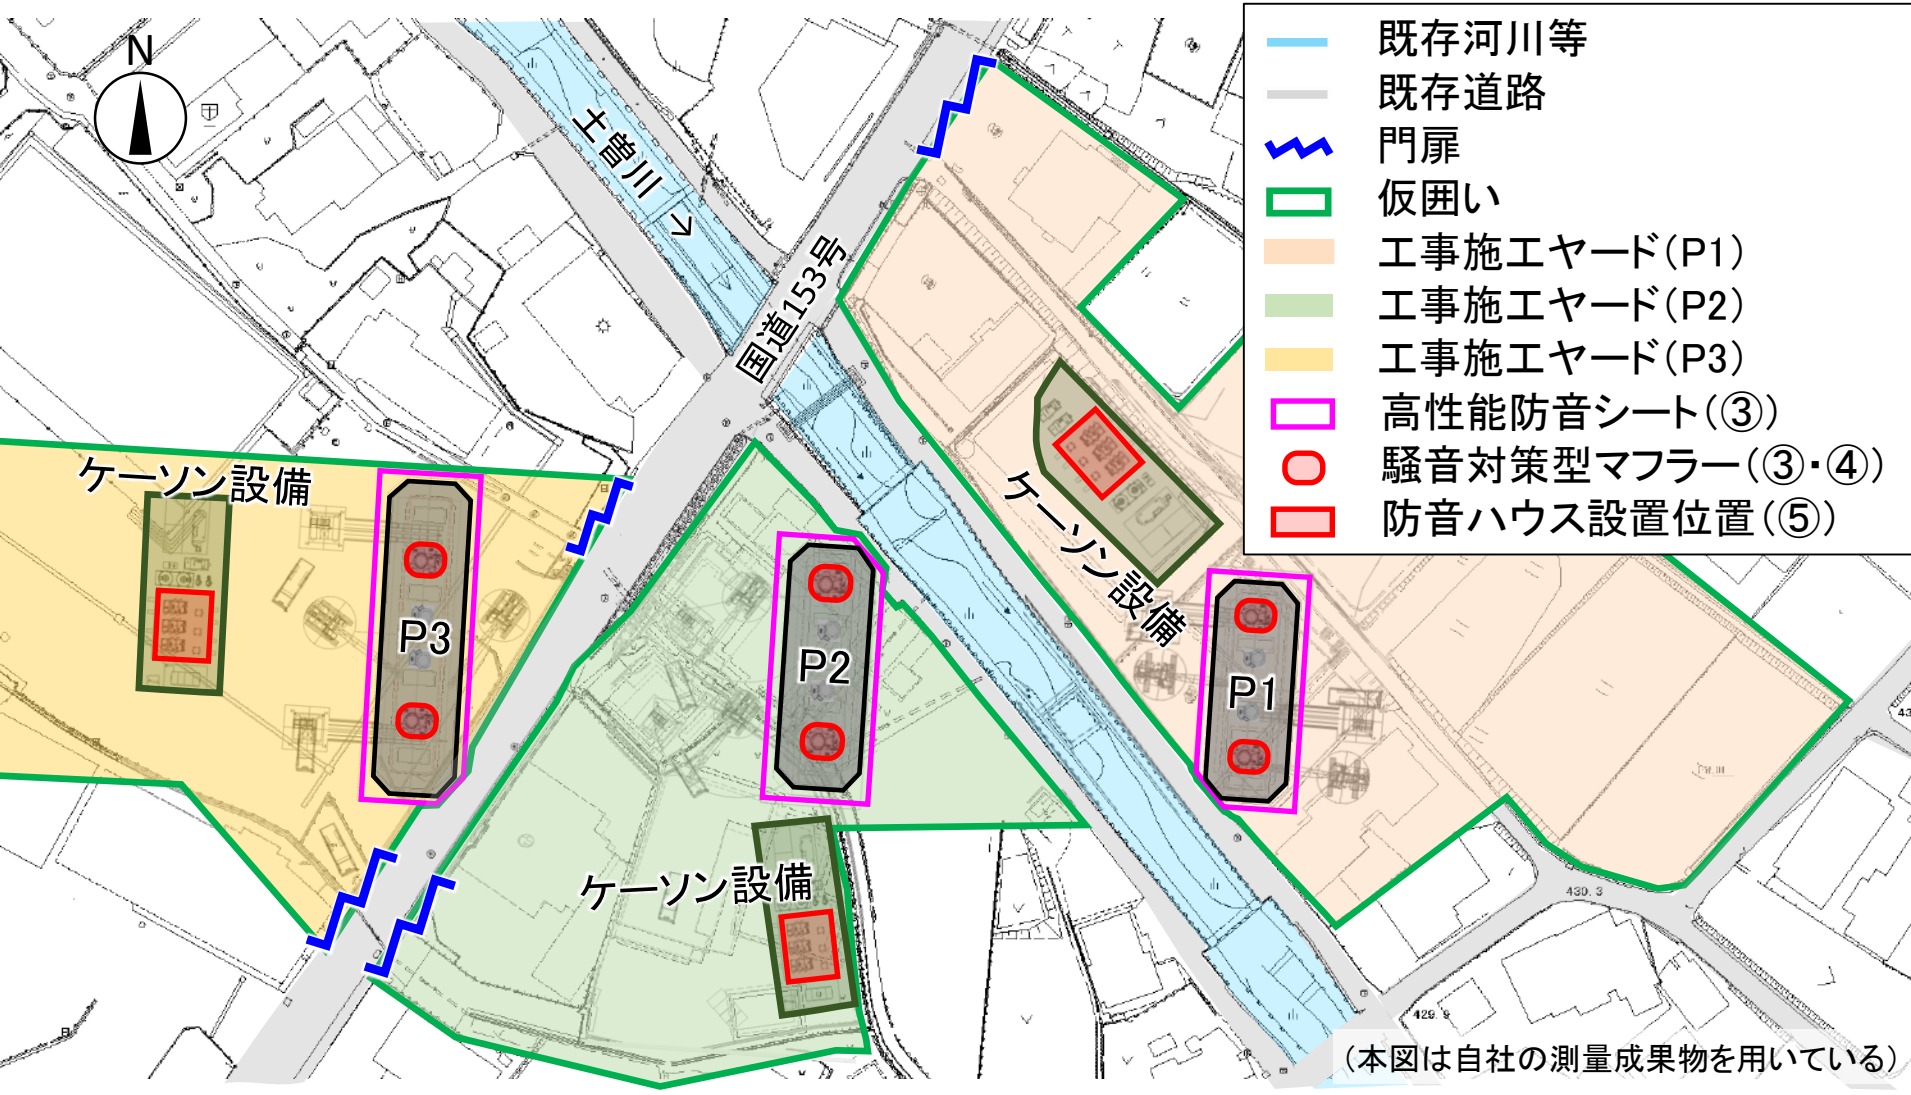 N
土曽川
→
国道153号
既存河川等
既存道路
門扉
仮囲い
工事施工ヤード(P1)
工事施工ヤード(P2)
工事施工ヤード(P3)
高性能防音シート(③)
騒音対策型マフラー(③・④)
防音ハウス設置位置(⑤)
ケーソン設備
P3
P2
ケーソン設備
P1
ケーソン設備
430.3
429.9
(本図は自社の測量成果物を用いている)